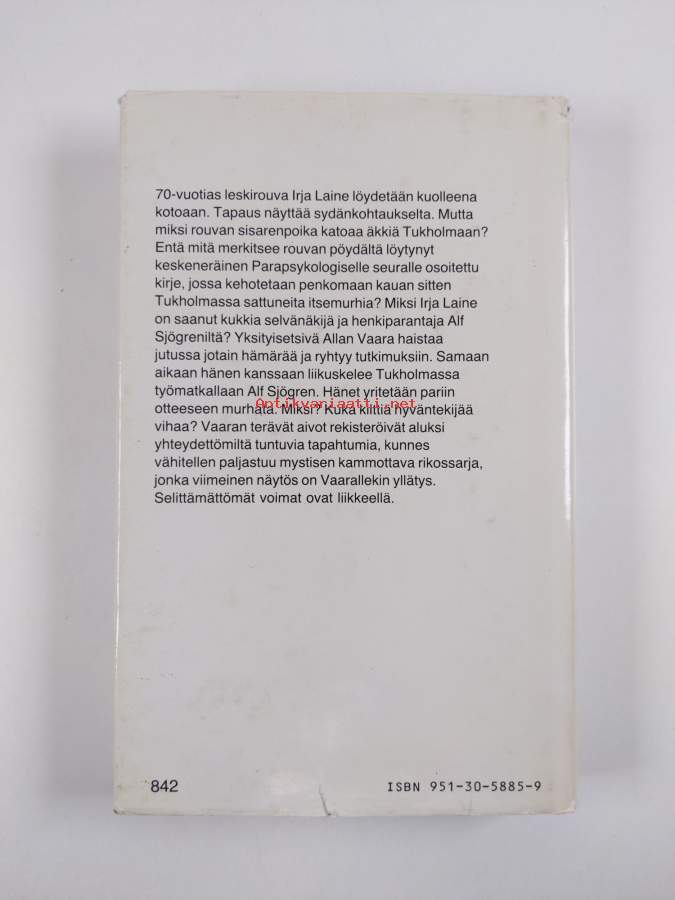 70-vuotias leskirouva Irja Laine löydetään kuolleena
kotoaan. Tapaus näyttää sydänkohtaukselta. Mutta
miksi rouvan sisarenpoika katoaa äkkiä Tukholmaan?
Entä mitä merkitsee rouvan pöydältä löytynyt
keskeneräinen Parapsykologiselle seuralle osoitettu
kirje, jossa kehotetaan penkomaan kauan sitten
Tukholmassa sattuneita itsemurhia? Miksi Irja Laine
on saanut kukkia selvänäkijä ja henkiparantaja Alf
Sjögreniltä? Yksityisetsivä Allan Vaara haistaa
jutussa jotain hämärää ja ryhtyy tutkimuksiin. Samaan
aikaan hänen kanssaan liikuskelee Tukholmassa
työmatkallaan Alf Sjögren. Hänet yritetään pariin
otteeseen murhata. Miksi? Kuka kilttiä hyväntekijää
Antikvariaatti.net
vihaa? Vaaran terävät aivot rekisteröivät aluksi
yhteydettömiltä tuntuvia tapahtumia, kunnes
vähitellen paljastuu mystisen kammottava rikossarja,
jonka viimeinen näytös on Vaarallekin yllätys.
Selittämättömät voimat ovat liikkeellä.
842
ISBN 951-30-5885-9